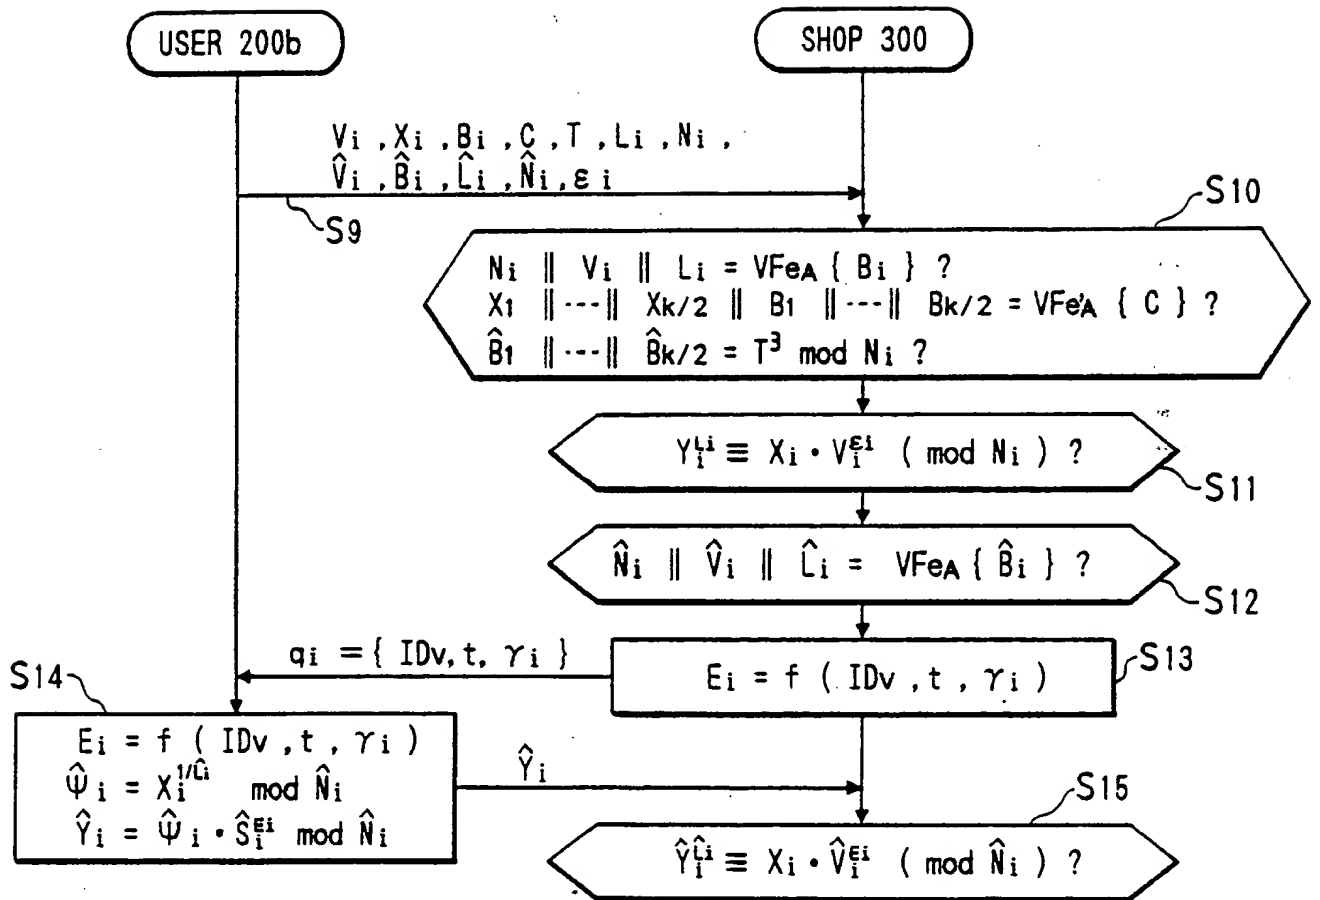 USER 200b
SHOP 300
Vi , Xi , Bi , C , T , Li , Ni ,
V̂i , B̂i , L̂i , N̂i , εi
S9
S10
Ni ‖ Vi ‖ Li = VFeA { Bi } ?
X1 ‖---‖ Xk/2 ‖ B1 ‖---‖ Bk/2 = VFe'A { C } ?
B̂1 ‖---‖ B̂k/2 = T³ mod Ni ?
Yi^Li ≡ Xi · Vi^εi ( mod Ni ) ?
S11
N̂i ‖ V̂i ‖ L̂i = VFeA { B̂i } ?
S12
qi = { IDv, t, γi }
Ei = f ( IDv , t , γi )
S13
S14
Ei = f ( IDv , t , γi )
Ψ̂i = Xi^1/L̂i mod N̂i
Ŷi = Ψ̂i · Ŝi^Ei mod N̂i
Ŷi
S15
Ŷi^L̂i ≡ Xi · V̂i^Ei ( mod N̂i ) ?